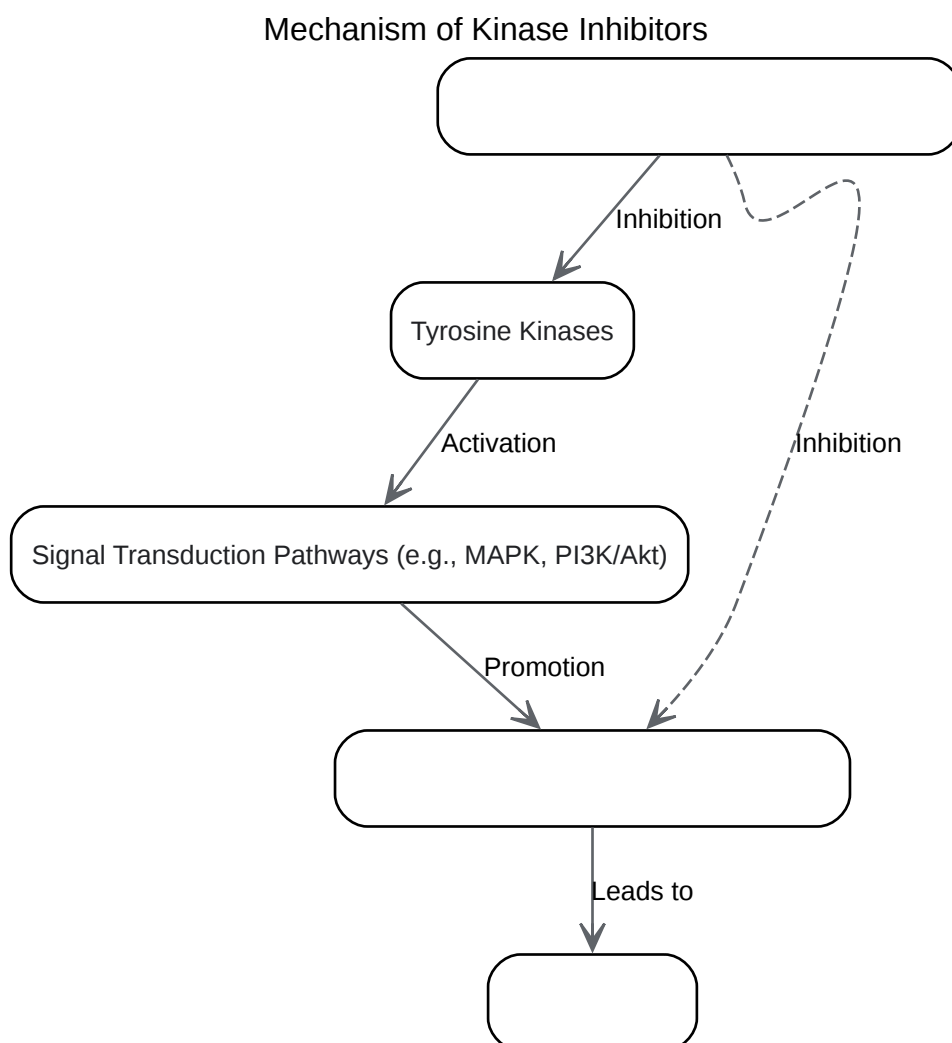 Mechanism of Kinase Inhibitors
Inhibition
Tyrosine Kinases
Activation
Inhibition
Signal Transduction Pathways (e.g., MAPK, PI3K/Akt)
Promotion
Leads to